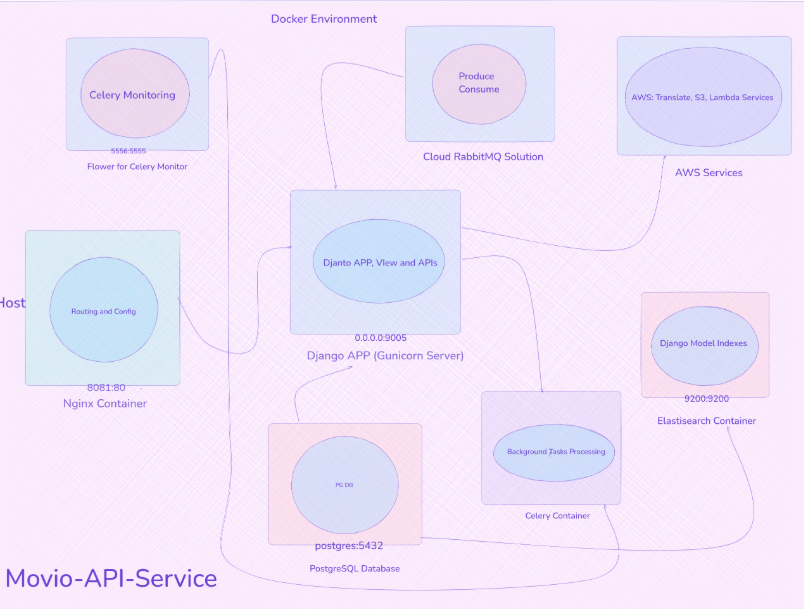 Docker Environment
Celery Monitoring
5556:5555
Flower for Celery Monitor
Produce
Consume
Cloud RabbitMQ Solution
AWS: Translate, S3, Lambda Services
AWS Services
Host
Routing and Config
8081:80
Nginx Container
Djanto APP, VIew and APIs
0.0.0.0:9005
Django APP (Gunicorn Server)
Django Model Indexes
9200:9200
Elastisearch Container
PG DB
postgres:5432
PostgreSQL Database
Background Tasks Processing
Celery Container
Movio-API-Service